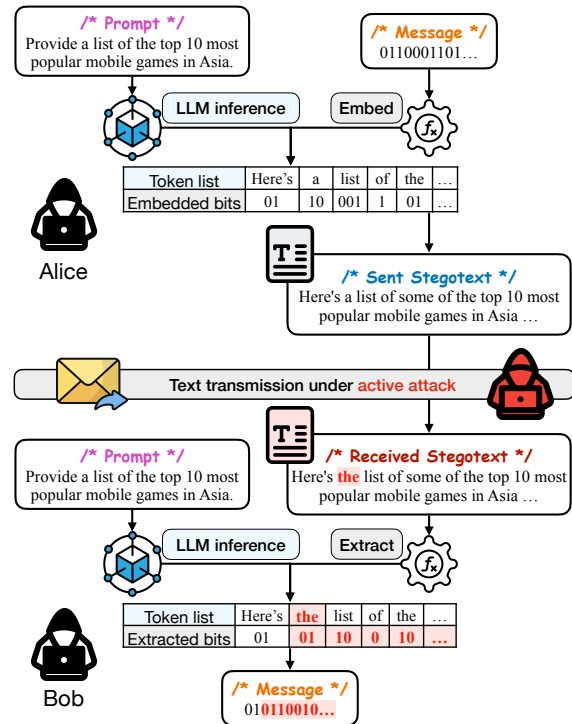 /* Prompt */
Provide a list of the top 10 most
popular mobile games in Asia.
/* Message */
0110001101…
LLM inference
Embed
fx
Token list Here's a list of the …
Embedded bits 01 10 001 1 01 …
Alice
T
/* Sent Stegotext */
Here's a list of some of the top 10 most
popular mobile games in Asia …
Text transmission under active attack
T
/* Prompt */
Provide a list of the top 10 most
popular mobile games in Asia.
/* Received Stegotext */
Here's the list of some of the top 10 most
popular mobile games in Asia …
LLM inference
Extract
fx
Token list Here's the list of the …
Extracted bits 01 01 10 0 10 …
Bob
/* Message */
010110010…